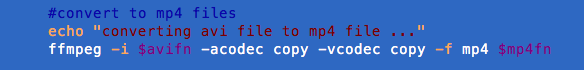 #convert to mp4 files
echo "converting avi file to mp4 file ..."
ffmpeg -i $avifn -acodec copy -vcodec copy -f mp4 $mp4fn